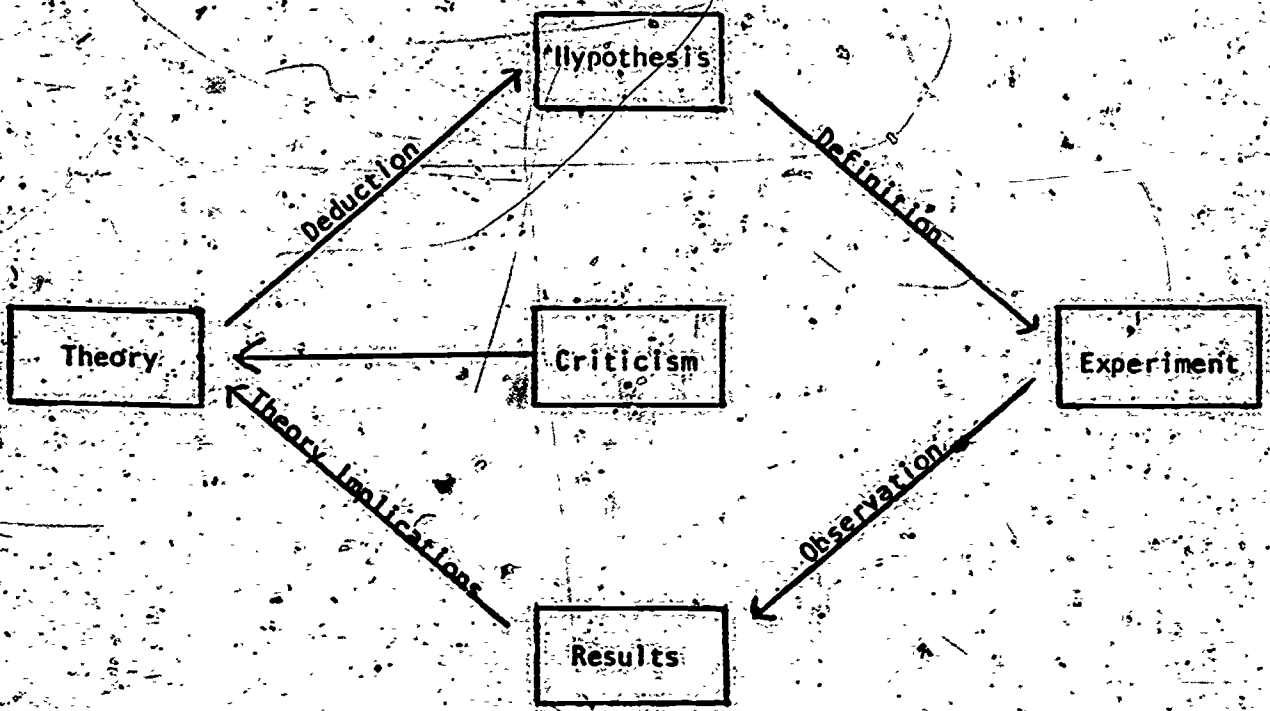 Hypothesis
Deduction
Definition
Theory
Criticism
Experiment
Theory Implications
Observation
Results